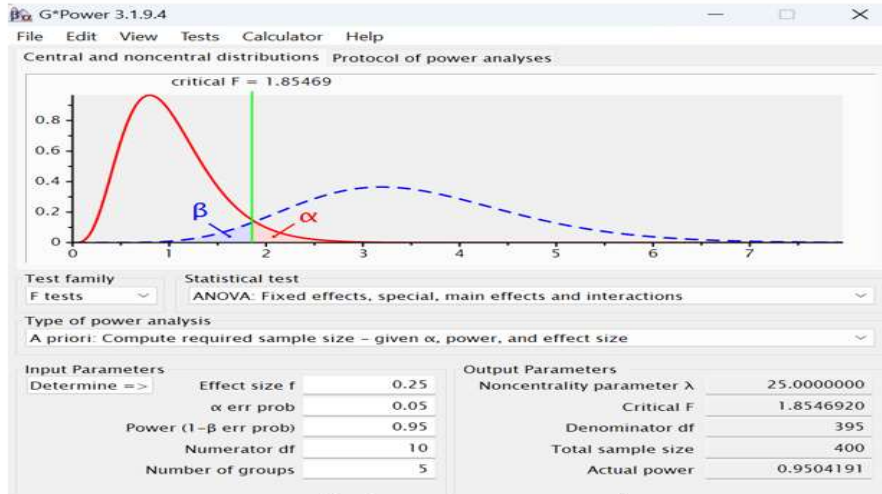 βα G*Power 3.1.9.4
File Edit View Tests Calculator Help
Central and noncentral distributions Protocol of power analyses
critical F = 1.85469
0.8
0.6
0.4
0.2
0
β
α
0 1 2 3 4 5 6 7
Test family Statistical test
F tests ANOVA: Fixed effects, special, main effects and interactions
Type of power analysis
A priori: Compute required sample size – given α, power, and effect size
Input Parameters Output Parameters
Determine => Effect size f 0.25 Noncentrality parameter λ 25.0000000
α err prob 0.05 Critical F 1.8546920
Power (1-β err prob) 0.95 Denominator df 395
Numerator df 10 Total sample size 400
Number of groups 5 Actual power 0.9504191